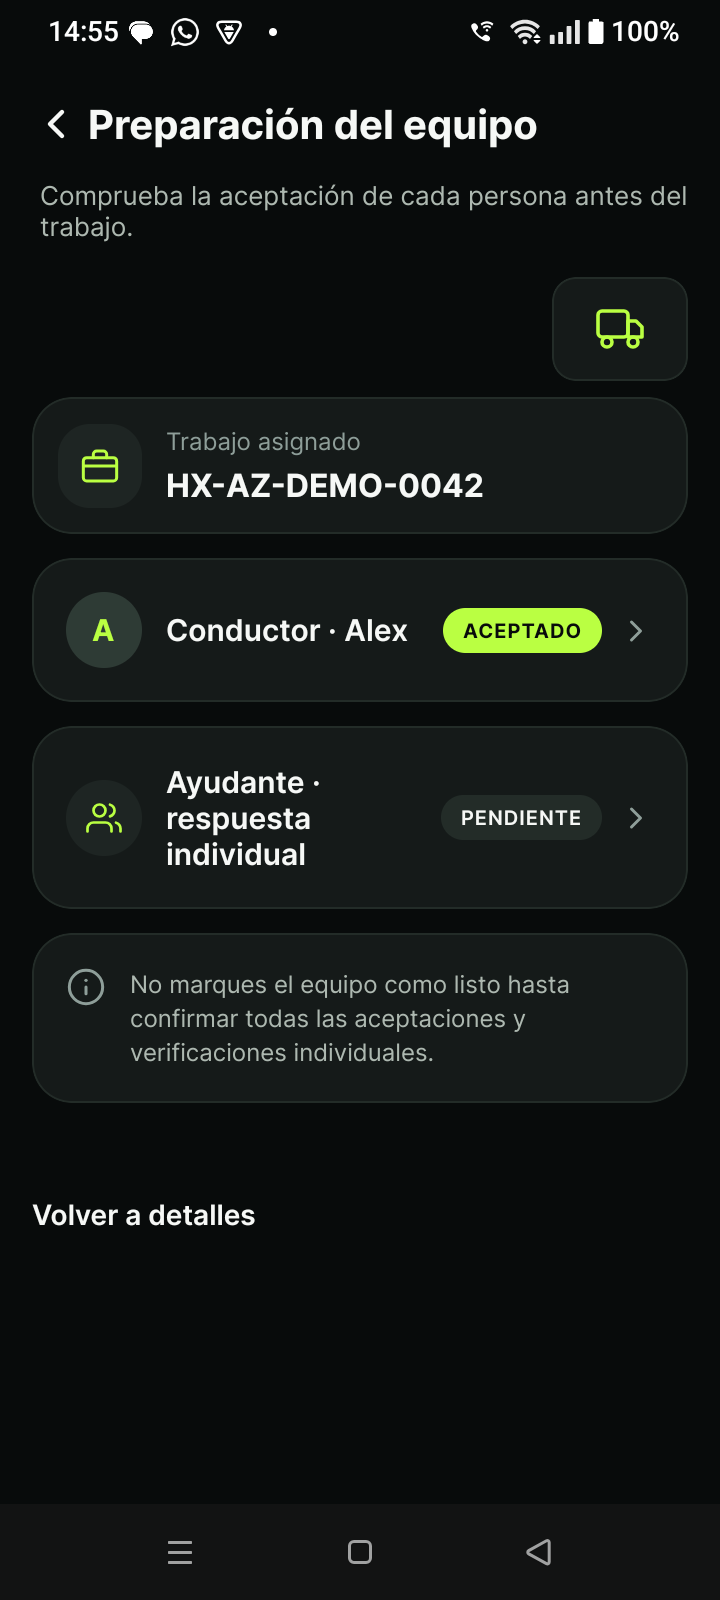 14:55
100%
Preparación del equipo
Comprueba la aceptación de cada persona antes del
trabajo.
Trabajo asignado
HX-AZ-DEMO-0042
A
Conductor · Alex
ACEPTADO
Ayudante ·
respuesta
individual
PENDIENTE
No marques el equipo como listo hasta
confirmar todas las aceptaciones y
verificaciones individuales.
Volver a detalles